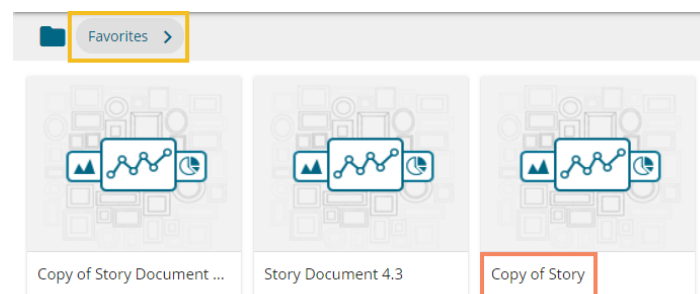 Favorites
Copy of Story Document ...
Story Document 4.3
Copy of Story